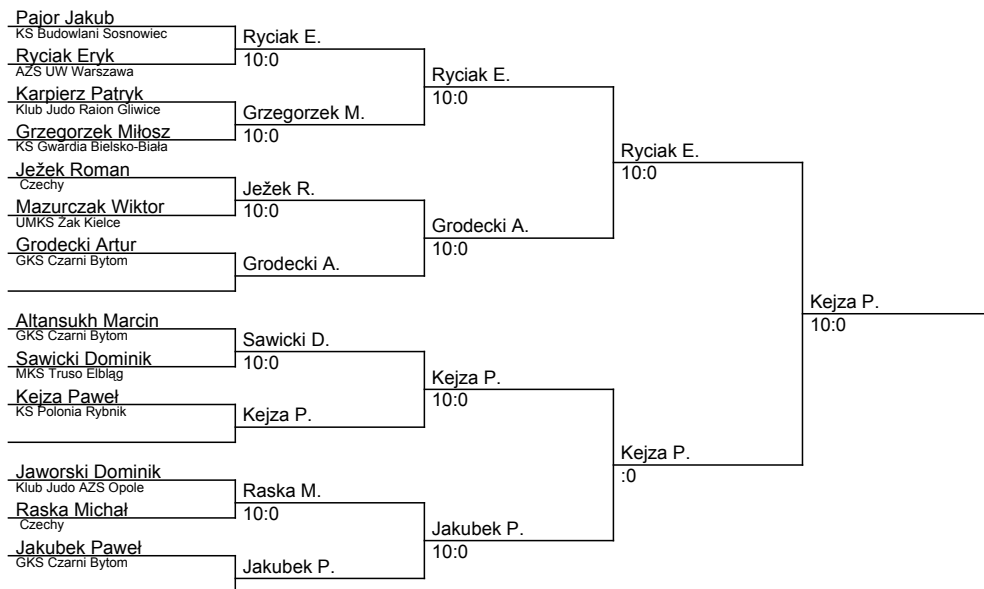 Pajor Jakub
KS Budowlani Sosnowiec
Ryciak Eryk
AZS UW Warszawa
Karpierz Patryk
Klub Judo Raion Gliwice
Grzegorzek Miłosz
KS Gwardia Bielsko-Biała
Ježek Roman
Czechy
Mazurczak Wiktor
UMKS Żak Kielce
Grodecki Artur
GKS Czarni Bytom
Altansukh Marcin
GKS Czarni Bytom
Sawicki Dominik
MKS Truso Elbląg
Kejza Paweł
KS Polonia Rybnik
Jaworski Dominik
Klub Judo AZS Opole
Raska Michał
Czechy
Jakubek Paweł
GKS Czarni Bytom
Ryciak E.
10:0
Grzegorzek M.
10:0
Ježek R.
10:0
Grodecki A.
Sawicki D.
10:0
Kejza P.
Raska M.
10:0
Jakubek P.
Ryciak E.
10:0
Grodecki A.
10:0
Kejza P.
10:0
Jakubek P.
10:0
Ryciak E.
10:0
Kejza P.
:0
Kejza P.
10:0